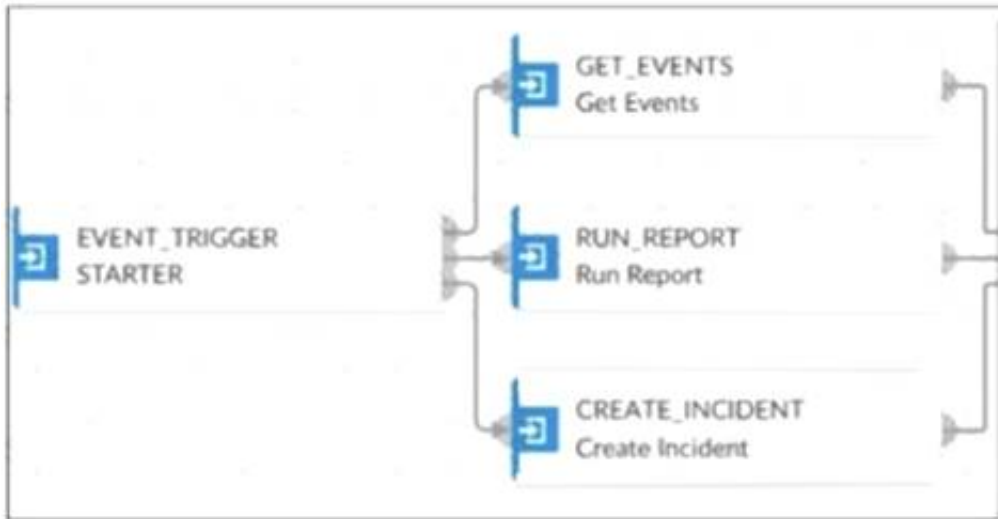 GET_EVENTS
Get Events
EVENT_TRIGGER
STARTER
RUN_REPORT
Run Report
CREATE_INCIDENT
Create Incident